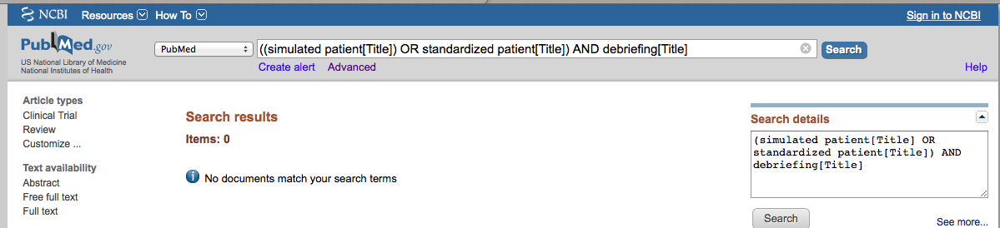 NCBI Resources How To Sign in to NCBI
PubMed.gov
US National Library of Medicine
National Institutes of Health
PubMed
((simulated patient[Title]) OR standardized patient[Title]) AND debriefing[Title]
Search
Create alert Advanced
Help
Article types
Clinical Trial
Review
Customize ...
Text availability
Abstract
Free full text
Full text
Search results
Items: 0
No documents match your search terms
Search details
(simulated patient[Title] OR
standardized patient[Title]) AND
debriefing[Title]
Search
See more...